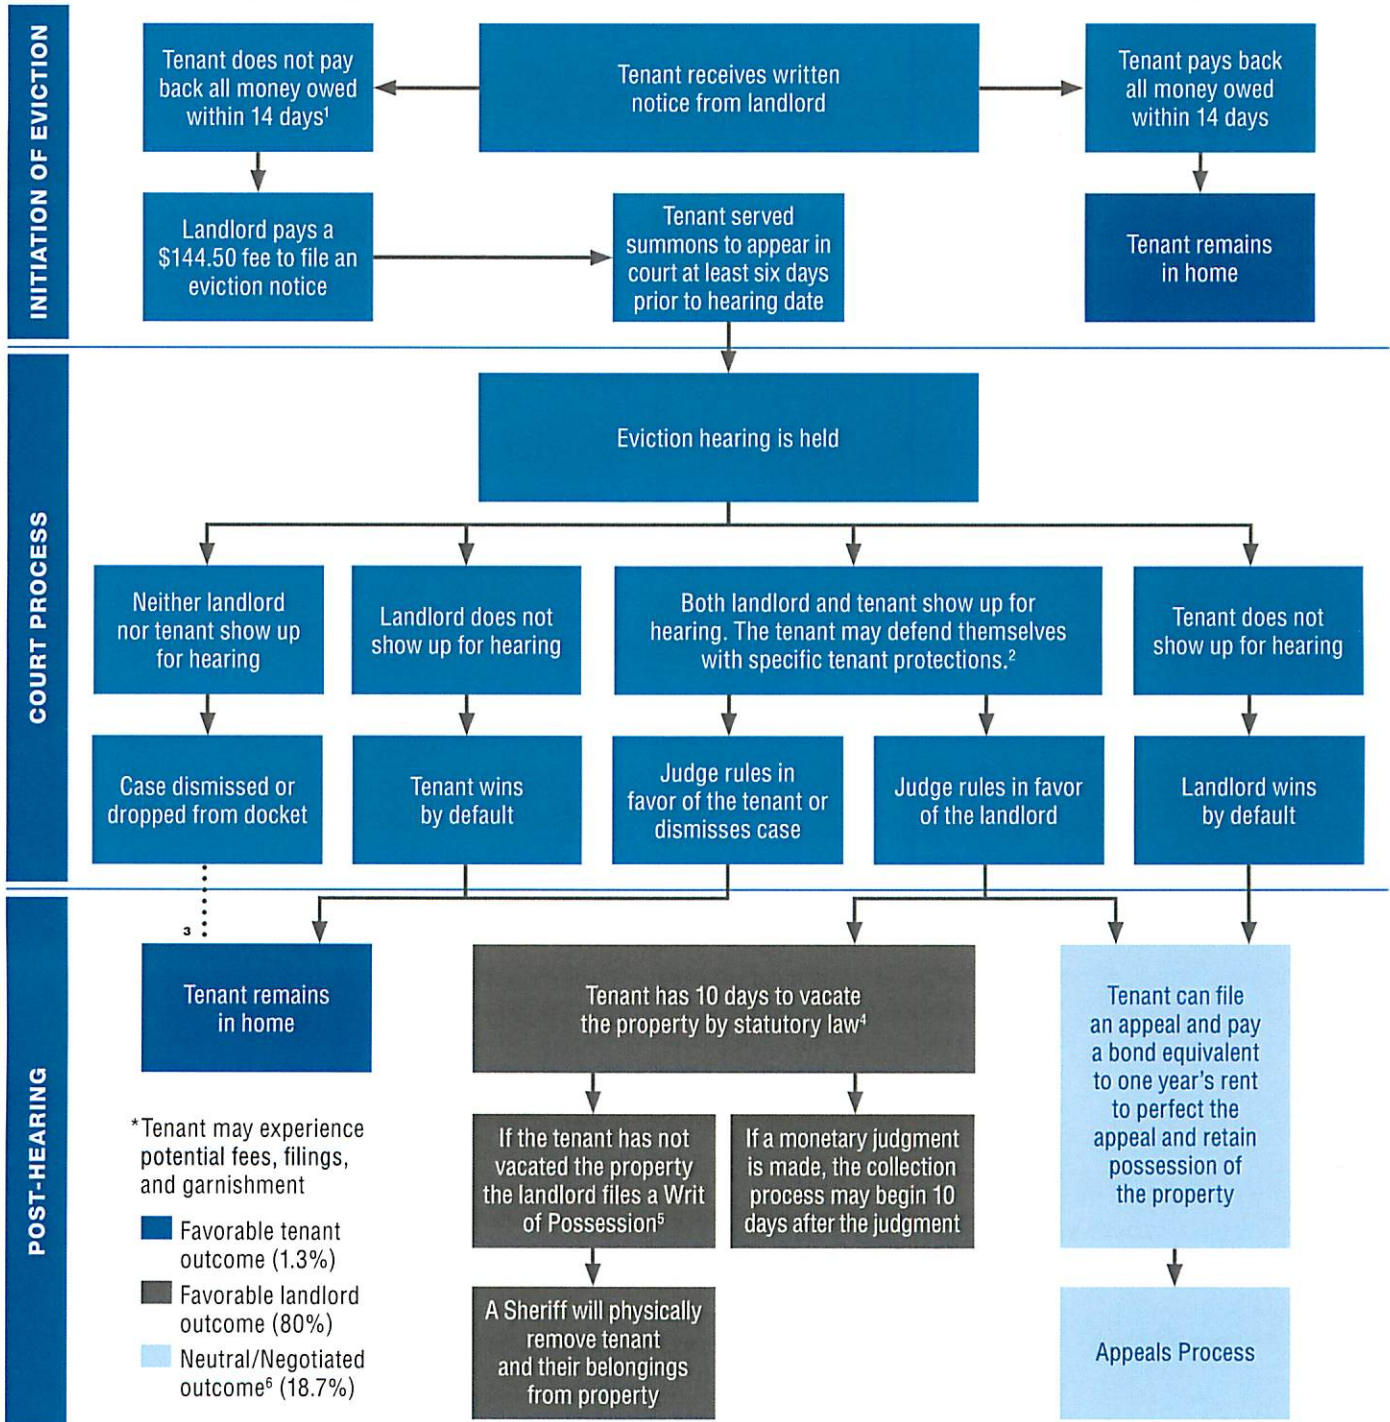 INITIATION OF EVICTION
Tenant does not pay
back all money owed
within 14 days¹
Tenant receives written
notice from landlord
Tenant pays back
all money owed
within 14 days
Landlord pays a
$144.50 fee to file an
eviction notice
Tenant served
summons to appear in
court at least six days
prior to hearing date
Tenant remains
in home
COURT PROCESS
Eviction hearing is held
Neither landlord
nor tenant show up
for hearing
Landlord does not
show up for hearing
Both landlord and tenant show up for
hearing. The tenant may defend themselves
with specific tenant protections.²
Tenant does not
show up for hearing
Case dismissed or
dropped from docket
Tenant wins
by default
Judge rules in
favor of the tenant or
dismisses case
Judge rules in favor
of the landlord
Landlord wins
by default
POST-HEARING
3
Tenant remains
in home
Tenant has 10 days to vacate
the property by statutory law⁴
Tenant can file
an appeal and pay
a bond equivalent
to one year's rent
to perfect the
appeal and retain
possession of
the property
If the tenant has not
vacated the property
the landlord files a Writ
of Possession⁵
If a monetary judgment
is made, the collection
process may begin 10
days after the judgment
A Sheriff will physically
remove tenant
and their belongings
from property
Appeals Process
*Tenant may experience
potential fees, filings,
and garnishment
Favorable tenant
outcome (1.3%)
Favorable landlord
outcome (80%)
Neutral/Negotiated
outcome⁶ (18.7%)